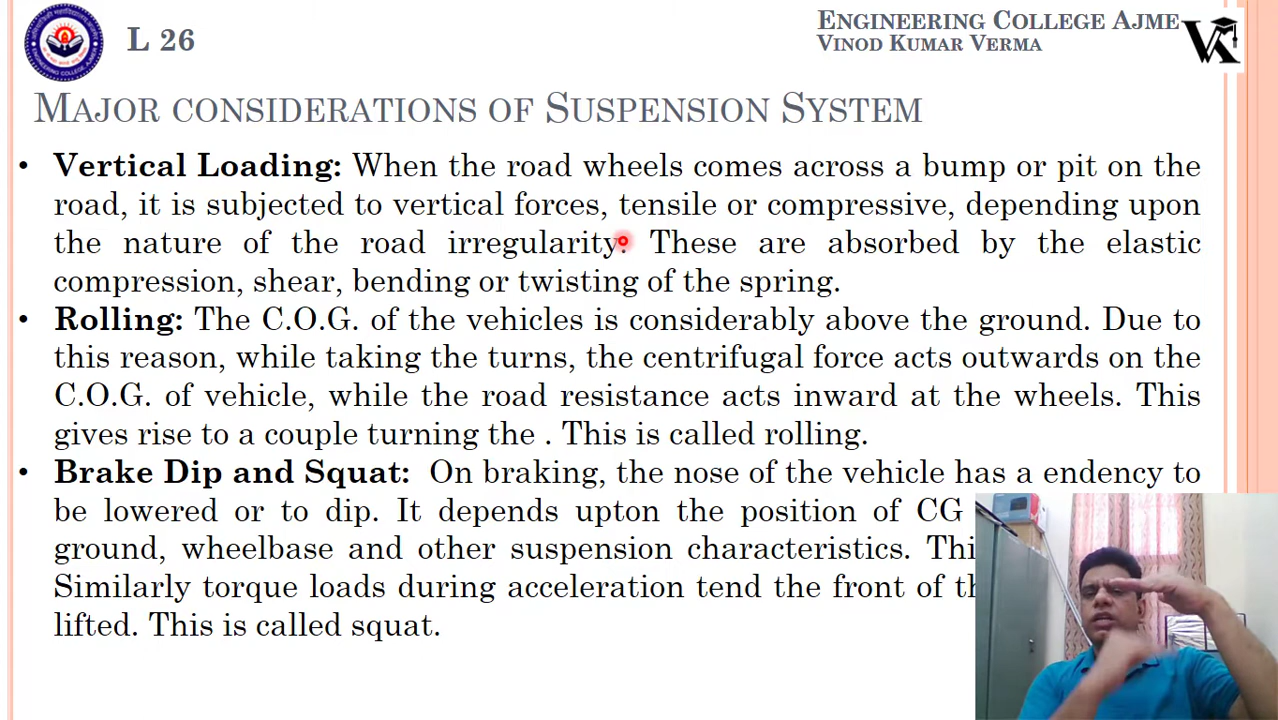 L 26
ENGINEERING COLLEGE AJME
VINOD KUMAR VERMA
MAJOR CONSIDERATIONS OF SUSPENSION SYSTEM
• Vertical Loading: When the road wheels comes across a bump or pit on the
road, it is subjected to vertical forces, tensile or compressive, depending upon
the nature of the road irregularity. These are absorbed by the elastic
compression, shear, bending or twisting of the spring.
• Rolling: The C.O.G. of the vehicles is considerably above the ground. Due to
this reason, while taking the turns, the centrifugal force acts outwards on the
C.O.G. of vehicle, while the road resistance acts inward at the wheels. This
gives rise to a couple turning the . This is called rolling.
• Brake Dip and Squat: On braking, the nose of the vehicle has a endency to
be lowered or to dip. It depends upton the position of CG
ground, wheelbase and other suspension characteristics. Thi
Similarly torque loads during acceleration tend the front of th
lifted. This is called squat.